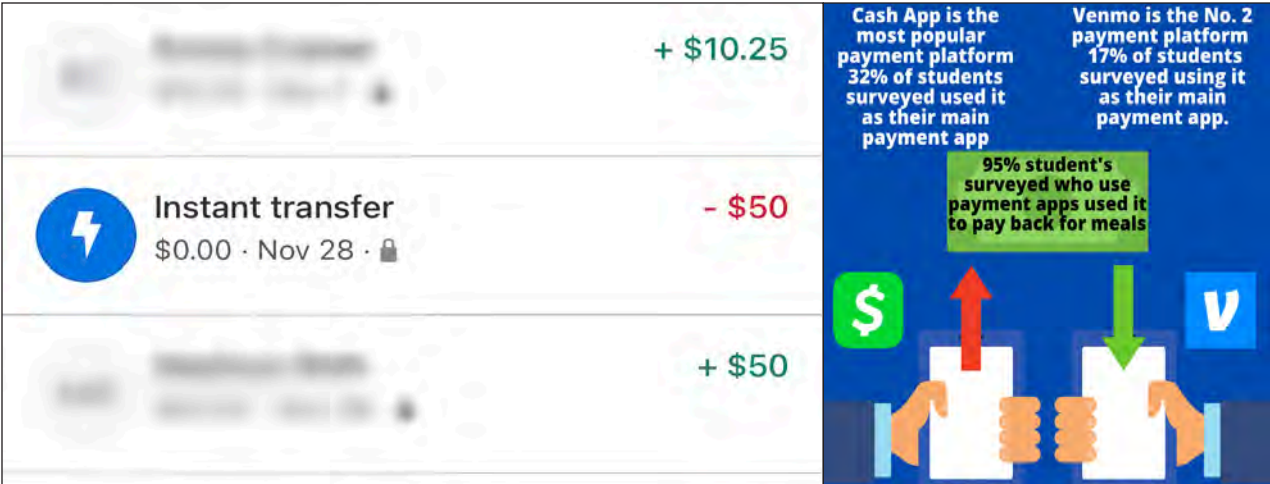 + $10.25
Instant transfer
- $50
$0.00 · Nov 28 ·
+ $50
Cash App is the
most popular
payment platform
32% of students
surveyed used it
as their main
payment app
Venmo is the No. 2
payment platform
17% of students
surveyed using it
as their main
payment app.
95% student's
surveyed who use
payment apps used it
to pay back for meals
$
V